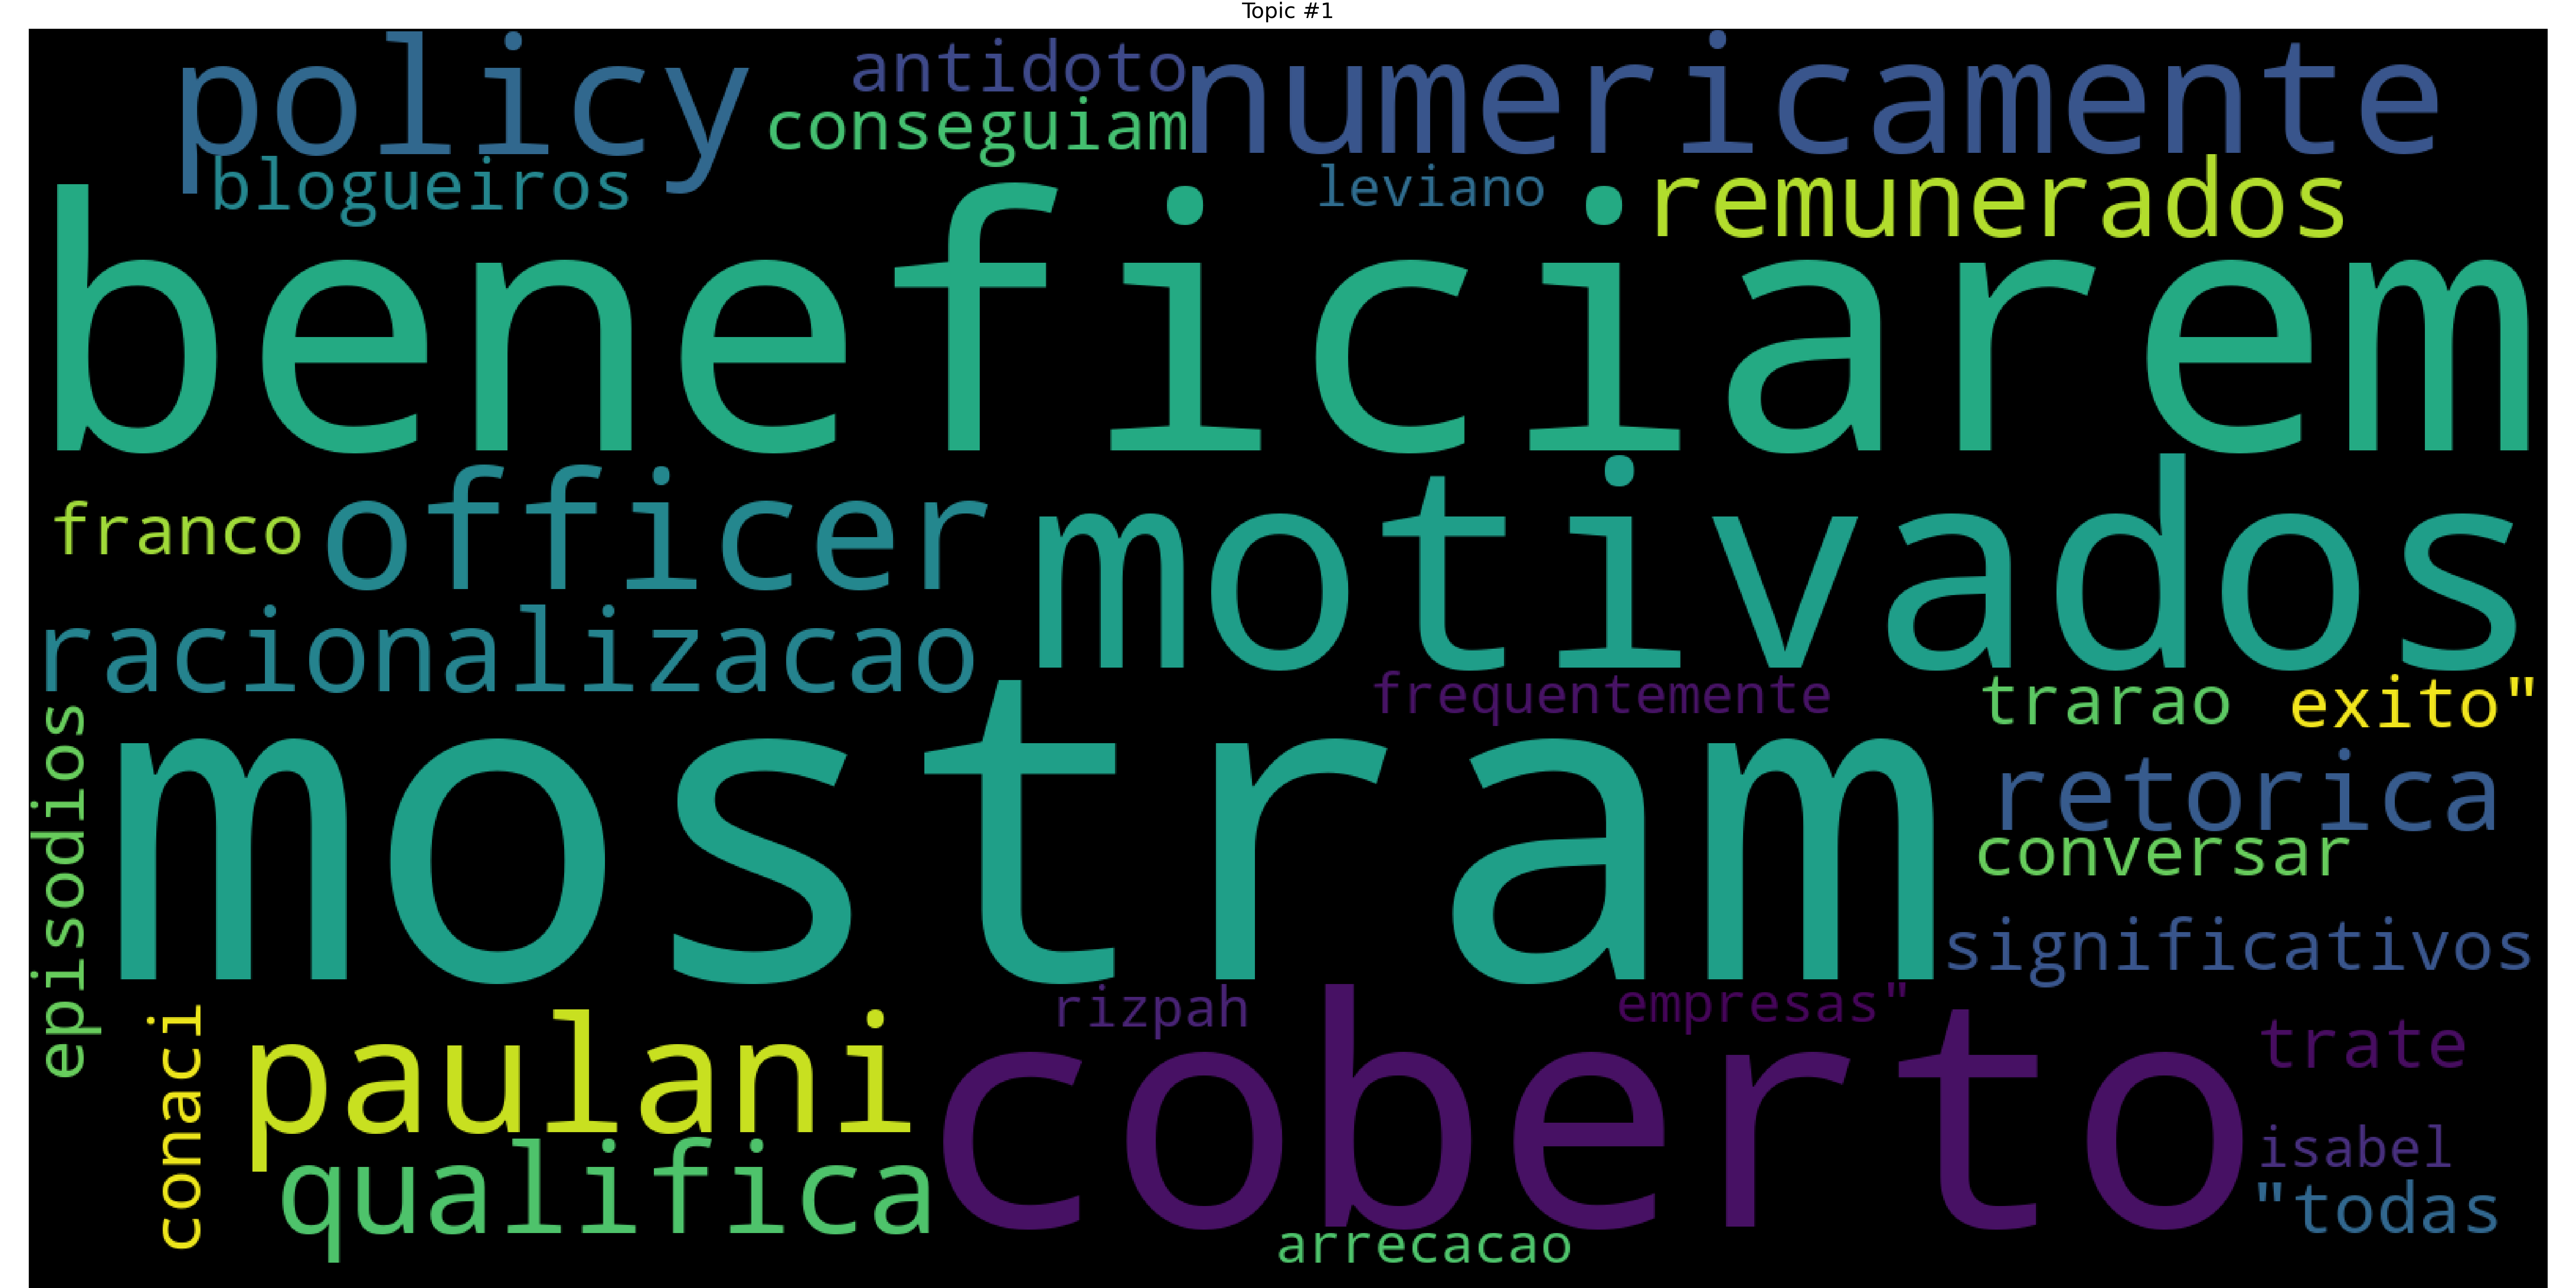 Topic #1
policy
antidoto
numericamente
conseguiam
blogueiros
leviano
remunerados
beneficiarem
franco
officer
motivados
racionalizacao
frequentemente
trarao
exito"
episodios
mostram
retorica
conversar
significativos
conaci
paulani
rizpah
empresas"
coberto
trate
qualifica
isabel
"todas
arrecacao